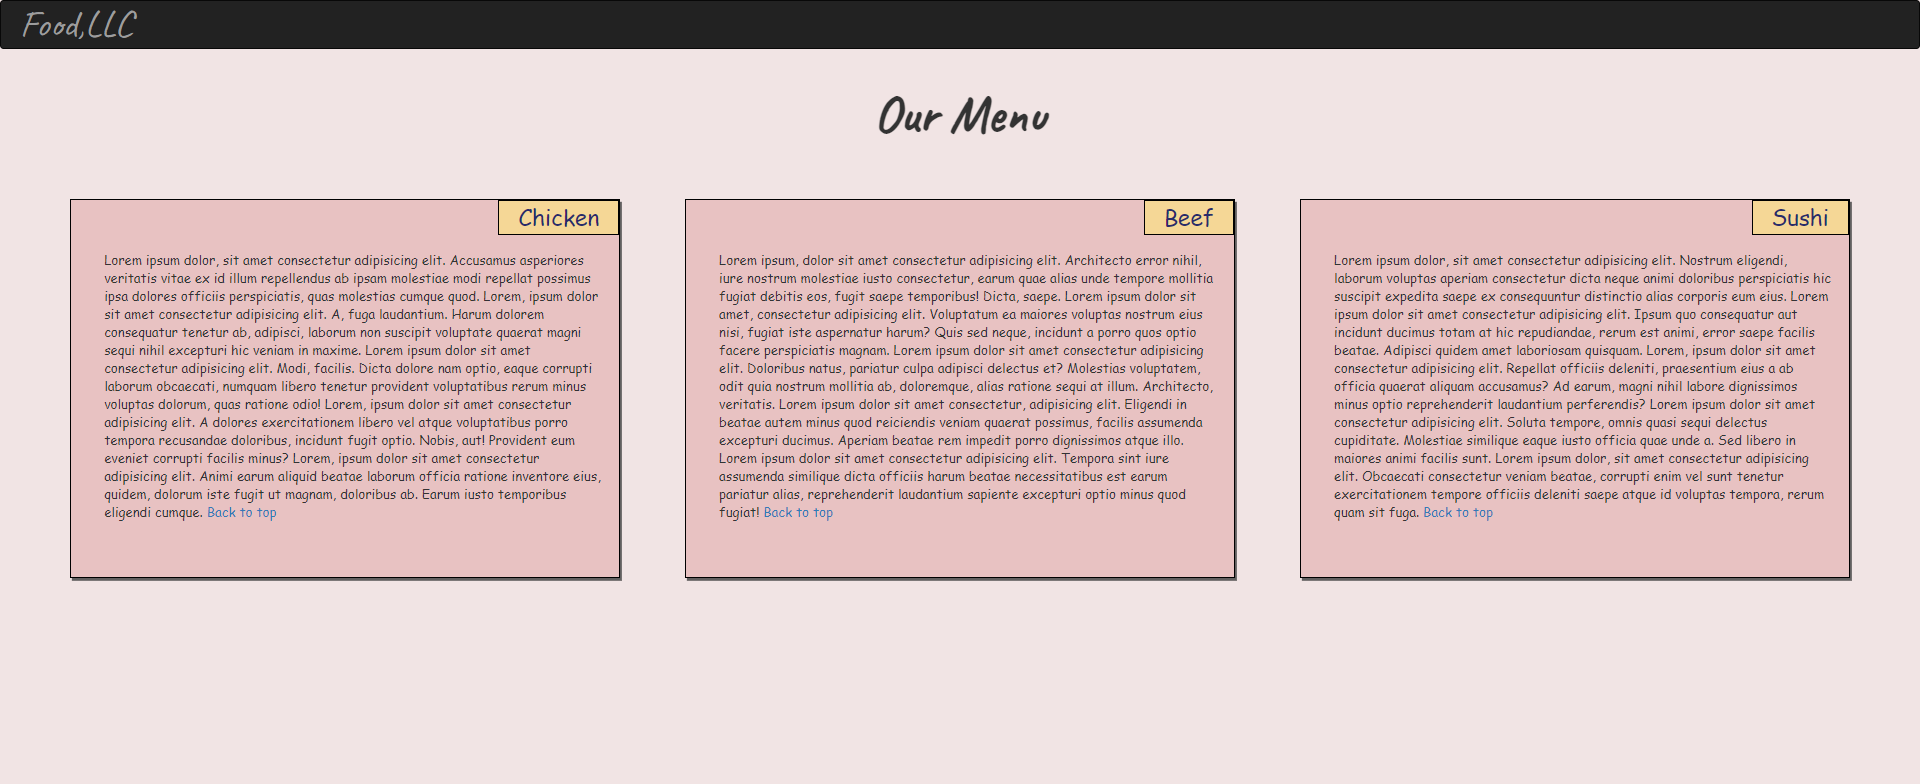 Food,LLC
Our Menu
Chicken
Lorem ipsum dolor, sit amet consectetur adipisicing elit. Accusamus asperiores
veritatis vitae ex id illum repellendus ab ipsam molestiae modi repellat possimus
ipsa dolores officiis perspiciatis, quas molestias cumque quod. Lorem, ipsum dolor
sit amet consectetur adipisicing elit. A, fuga laudantium. Harum dolorem
consequatur tenetur ab, adipisci, laborum non suscipit voluptate quaerat magni
sequi nihil excepturi hic veniam in maxime. Lorem ipsum dolor sit amet
consectetur adipisicing elit. Modi, facilis. Dicta dolore nam optio, eaque corrupti
laborum obcaecati, numquam libero tenetur provident voluptatibus rerum minus
voluptas dolorum, quas ratione odio! Lorem, ipsum dolor sit amet consectetur
adipisicing elit. A dolores exercitationem libero vel atque voluptatibus porro
tempora recusandae doloribus, incidunt fugit optio. Nobis, aut! Provident eum
eveniet corrupti facilis minus? Lorem, ipsum dolor sit amet consectetur
adipisicing elit. Animi earum aliquid beatae laborum officia ratione inventore eius,
quidem, dolorum iste fugit ut magnam, doloribus ab. Earum iusto temporibus
eligendi cumque. Back to top
Beef
Lorem ipsum, dolor sit amet consectetur adipisicing elit. Architecto error nihil,
iure nostrum molestiae iusto consectetur, earum quae alias unde tempore mollitia
fugiat debitis eos, fugit saepe temporibus! Dicta, saepe. Lorem ipsum dolor sit
amet, consectetur adipisicing elit. Voluptatum ea maiores voluptas nostrum eius
nisi, fugiat iste aspernatur harum? Quis sed neque, incidunt a porro quos optio
facere perspiciatis magnam. Lorem ipsum dolor sit amet consectetur adipisicing
elit. Doloribus natus, pariatur culpa adipisci delectus et? Molestias voluptatem,
odit quia nostrum mollitia ab, doloremque, alias ratione sequi at illum. Architecto,
veritatis. Lorem ipsum dolor sit amet consectetur, adipisicing elit. Eligendi in
beatae autem minus quod reiciendis veniam quaerat possimus, facilis assumenda
excepturi ducimus. Aperiam beatae rem impedit porro dignissimos atque illo.
Lorem ipsum dolor sit amet consectetur adipisicing elit. Tempora sint iure
assumenda similique dicta officiis harum beatae necessitatibus est earum
pariatur alias, reprehenderit laudantium sapiente excepturi optio minus quod
fugiat! Back to top
Sushi
Lorem ipsum dolor, sit amet consectetur adipisicing elit. Nostrum eligendi,
laborum voluptas aperiam consectetur dicta neque animi doloribus perspiciatis hic
suscipit expedita saepe ex consequuntur distinctio alias corporis eum eius. Lorem
ipsum dolor sit amet consectetur adipisicing elit. Ipsum quo consequatur aut
incidunt ducimus totam at hic repudiandae, rerum est animi, error saepe facilis
beatae. Adipisci quidem amet laboriosam quisquam. Lorem, ipsum dolor sit amet
consectetur adipisicing elit. Repellat officiis deleniti, praesentium eius a ab
officia quaerat aliquam accusamus? Ad earum, magni nihil labore dignissimos
minus optio reprehenderit laudantium perferendis? Lorem ipsum dolor sit amet
consectetur adipisicing elit. Soluta tempore, omnis quasi sequi delectus
cupiditate. Molestiae similique eaque iusto officia quae unde a. Sed libero in
maiores animi facilis sunt. Lorem ipsum dolor, sit amet consectetur adipisicing
elit. Obcaecati consectetur veniam beatae, corrupti enim vel sunt tenetur
exercitationem tempore officiis deleniti saepe atque id voluptas tempora, rerum
quam sit fuga. Back to top